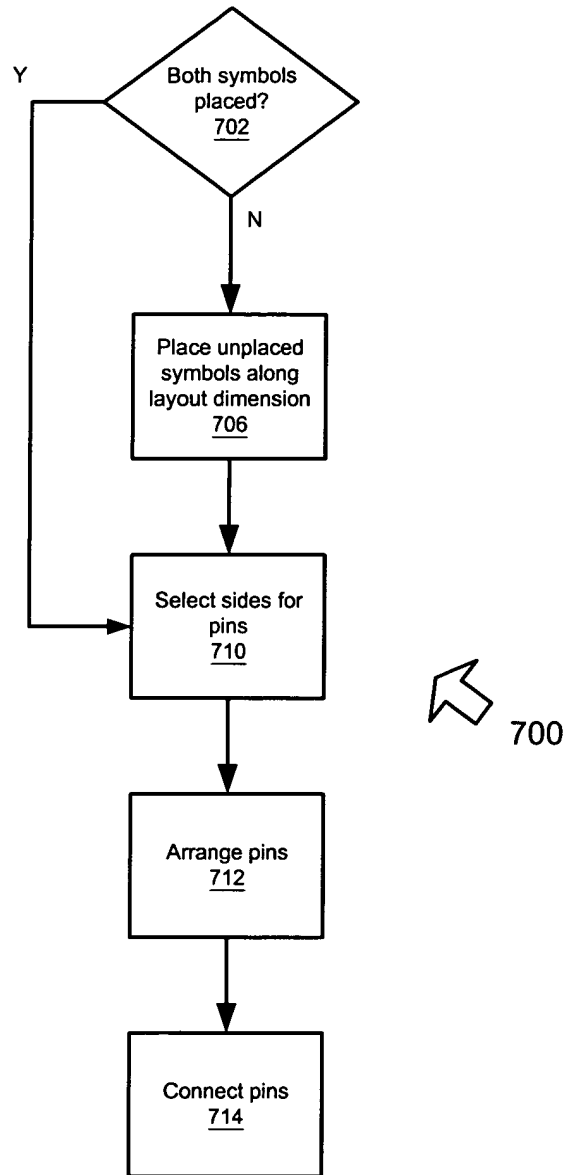 Y
Both symbols
placed?
702
N
Place unplaced
symbols along
layout dimension
706
Select sides for
pins
710
700
Arrange pins
712
Connect pins
714